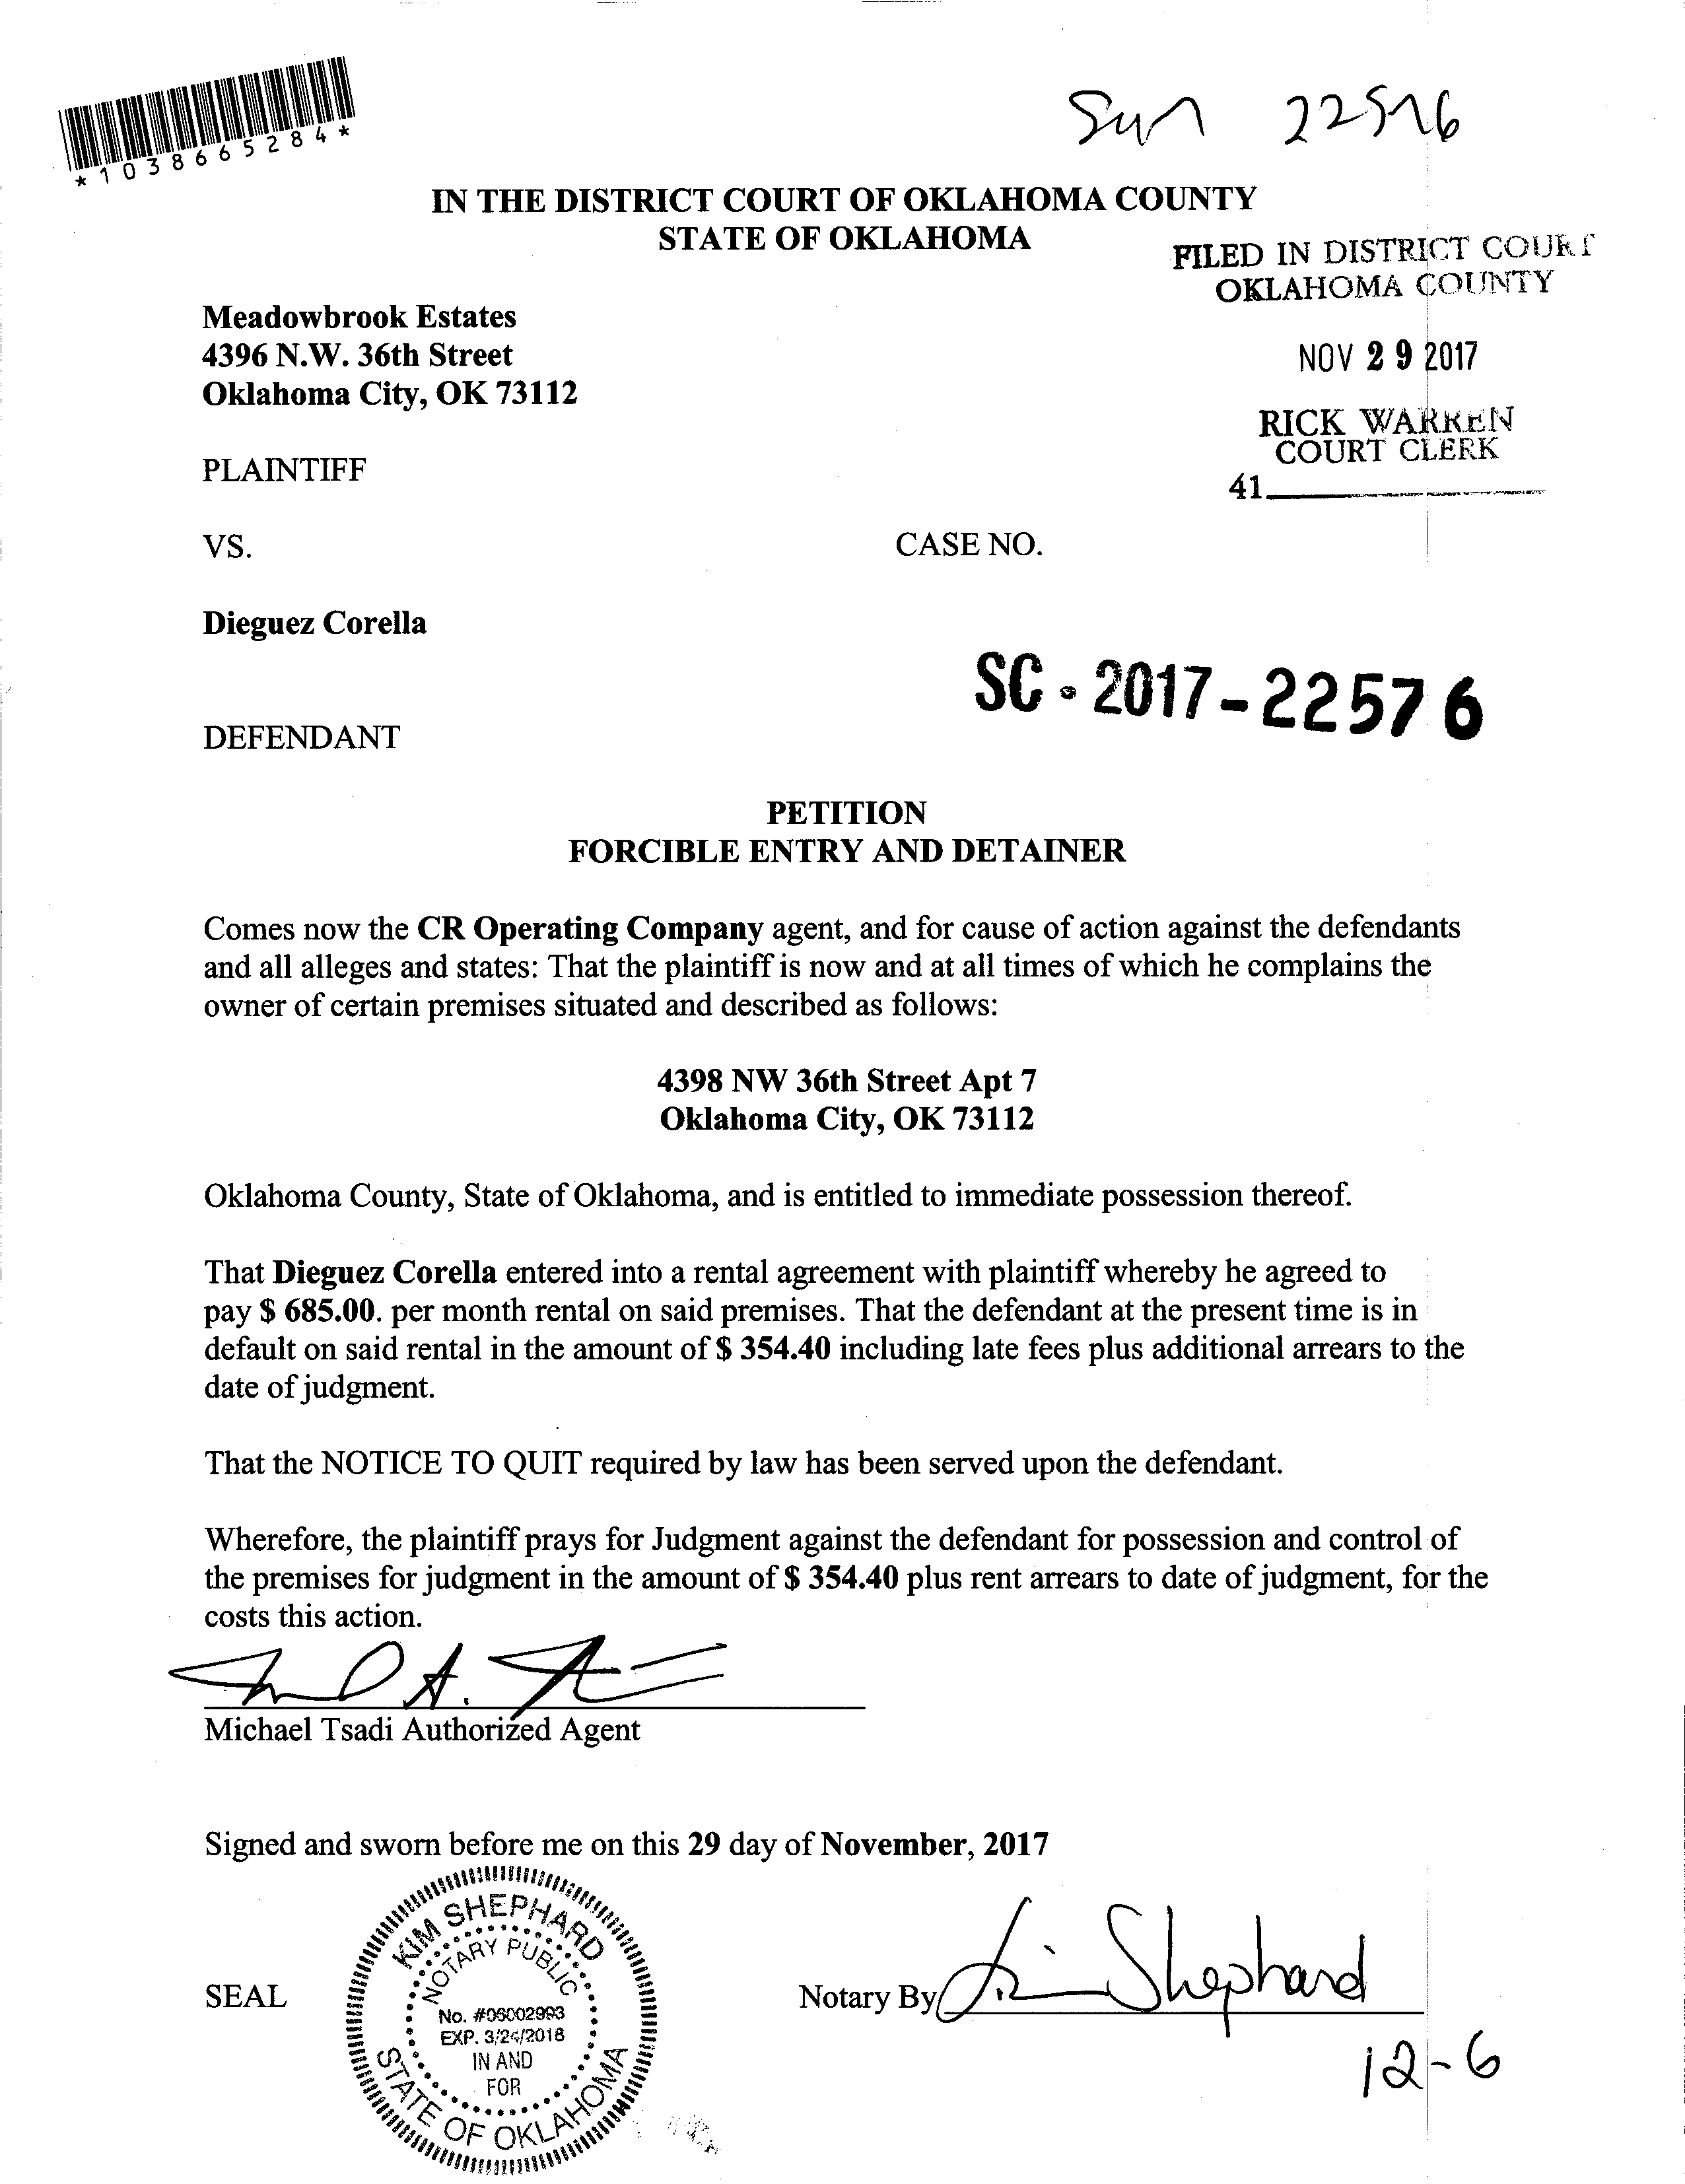 *1038665284*
Sun 22576
IN THE DISTRICT COURT OF OKLAHOMA COUNTY
STATE OF OKLAHOMA
FILED IN DISTRICT COURT
OKLAHOMA COUNTY
Meadowbrook Estates
4396 N.W. 36th Street
Oklahoma City, OK 73112
NOV 29 2017
RICK WARREN
COURT CLERK
41
PLAINTIFF
VS.
CASE NO.
Dieguez Corella
SC - 2017-22576
DEFENDANT
PETITION
FORCIBLE ENTRY AND DETAINER
Comes now the CR Operating Company agent, and for cause of action against the defendants
and all alleges and states: That the plaintiff is now and at all times of which he complains the
owner of certain premises situated and described as follows:
4398 NW 36th Street Apt 7
Oklahoma City, OK 73112
Oklahoma County, State of Oklahoma, and is entitled to immediate possession thereof.
That Dieguez Corella entered into a rental agreement with plaintiff whereby he agreed to
pay $ 685.00. per month rental on said premises. That the defendant at the present time is in
default on said rental in the amount of $ 354.40 including late fees plus additional arrears to the
date of judgment.
That the NOTICE TO QUIT required by law has been served upon the defendant.
Wherefore, the plaintiff prays for Judgment against the defendant for possession and control of
the premises for judgment in the amount of $ 354.40 plus rent arrears to date of judgment, for the
costs this action.
Michael Tsadi Authorized Agent
Signed and sworn before me on this 29 day of November, 2017
SEAL
KIM SHEPHARD
NOTARY PUBLIC
No. #06002993
EXP. 3/24/2018
IN AND
FOR
STATE OF OKLAHOMA
Notary By Kim Shephard
12-6